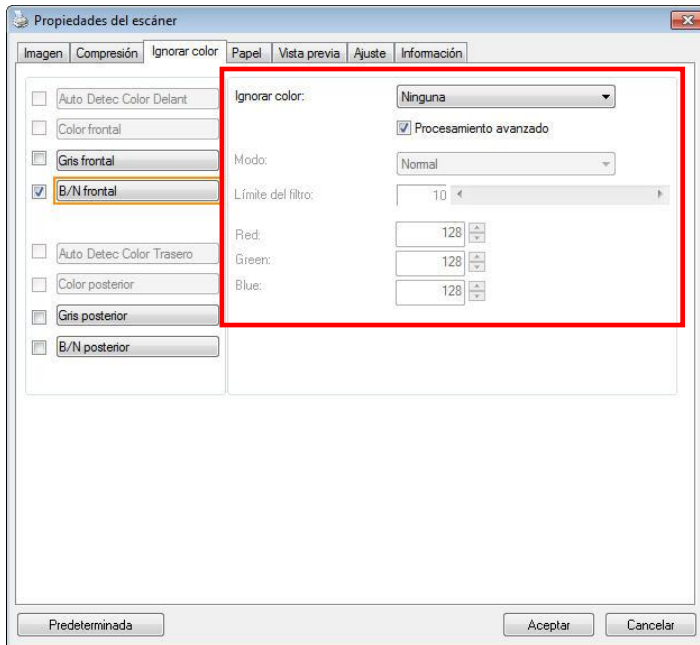 Propiedades del escáner
Imagen Compresión Ignorar color Papel Vista previa Ajuste Información
Auto Detec Color Delant
Color frontal
Gris frontal
B/N frontal
Auto Detec Color Trasero
Color posterior
Gris posterior
B/N posterior
Ignorar color: Ninguna
Procesamiento avanzado
Modo: Normal
Límite del filtro: 10
Red: 128
Green: 128
Blue: 128
Predeterminada Aceptar Cancelar